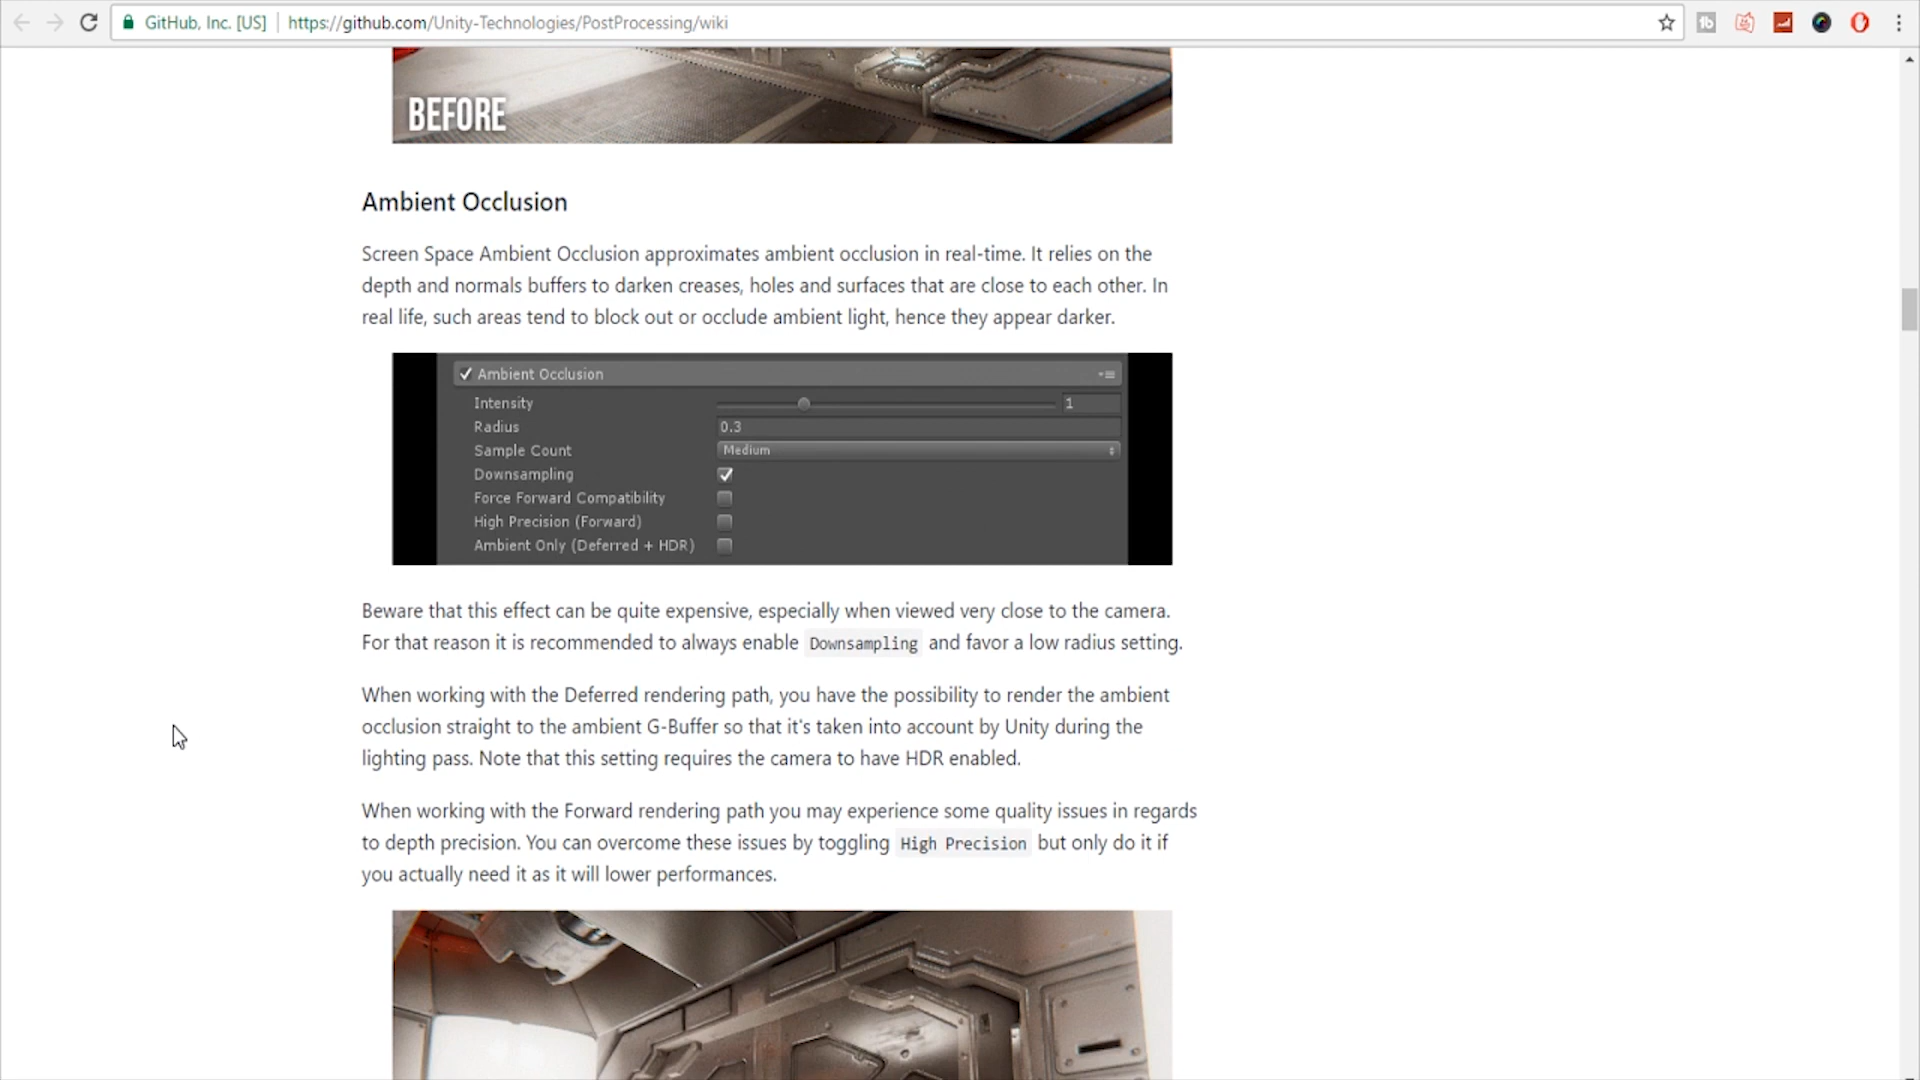 GitHub, Inc. [US] https://github.com/Unity-Technologies/PostProcessing/wiki
BEFORE
Ambient Occlusion
Screen Space Ambient Occlusion approximates ambient occlusion in real-time. It relies on the
depth and normals buffers to darken creases, holes and surfaces that are close to each other. In
real life, such areas tend to block out or occlude ambient light, hence they appear darker.
Ambient Occlusion
Intensity 1
Radius 0.3
Sample Count Medium
Downsampling
Force Forward Compatibility
High Precision (Forward)
Ambient Only (Deferred + HDR)
Beware that this effect can be quite expensive, especially when viewed very close to the camera.
For that reason it is recommended to always enable Downsampling and favor a low radius setting.
When working with the Deferred rendering path, you have the possibility to render the ambient
occlusion straight to the ambient G-Buffer so that it's taken into account by Unity during the
lighting pass. Note that this setting requires the camera to have HDR enabled.
When working with the Forward rendering path you may experience some quality issues in regards
to depth precision. You can overcome these issues by toggling High Precision but only do it if
you actually need it as it will lower performances.